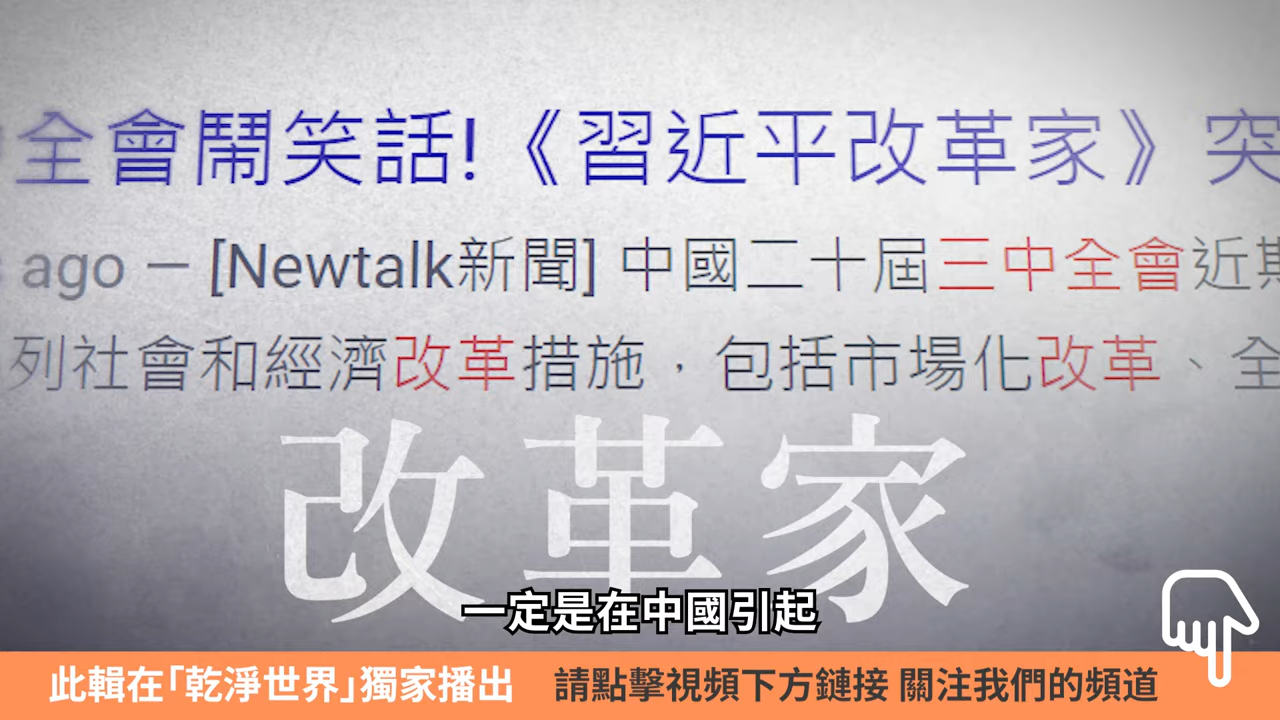 全會鬧笑話!《習近平改革家》突
ago — [Newtalk新聞] 中國二十屆三中全會近期
列社會和經濟改革措施，包括市場化改革、全
改革家
一定是在中國引起
此輯在「乾淨世界」獨家播出 請點擊視頻下方鏈接 關注我們的頻道